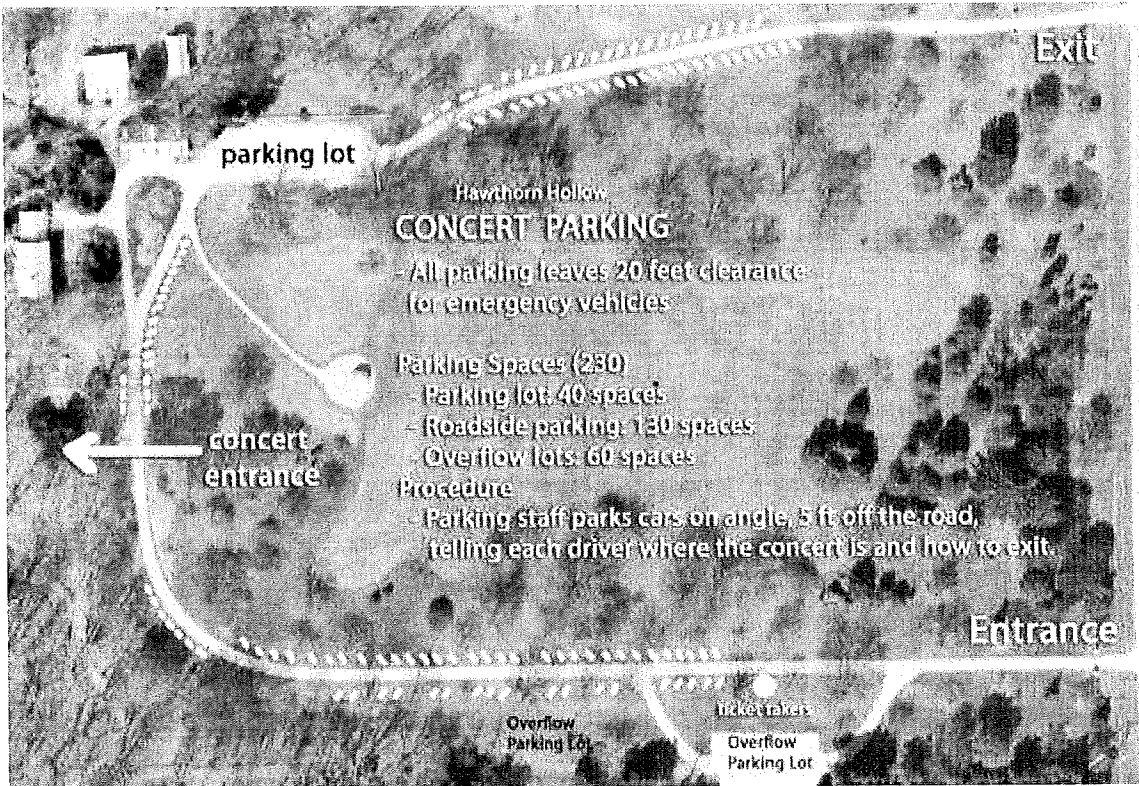 Exit
parking lot
Hawthorn Hollow
CONCERT PARKING
- All parking leaves 20 feet clearance
for emergency vehicles
Parking Spaces (230)
- Parking lot: 40 spaces
- Roadside parking: 130 spaces
- Overflow lots: 60 spaces
concert
entrance
Procedure
- Parking staff parks cars on angle, 5 ft off the road,
telling each driver where the concert is and how to exit.
Entrance
ticket takers
Overflow
Parking Lot
Overflow
Parking Lot